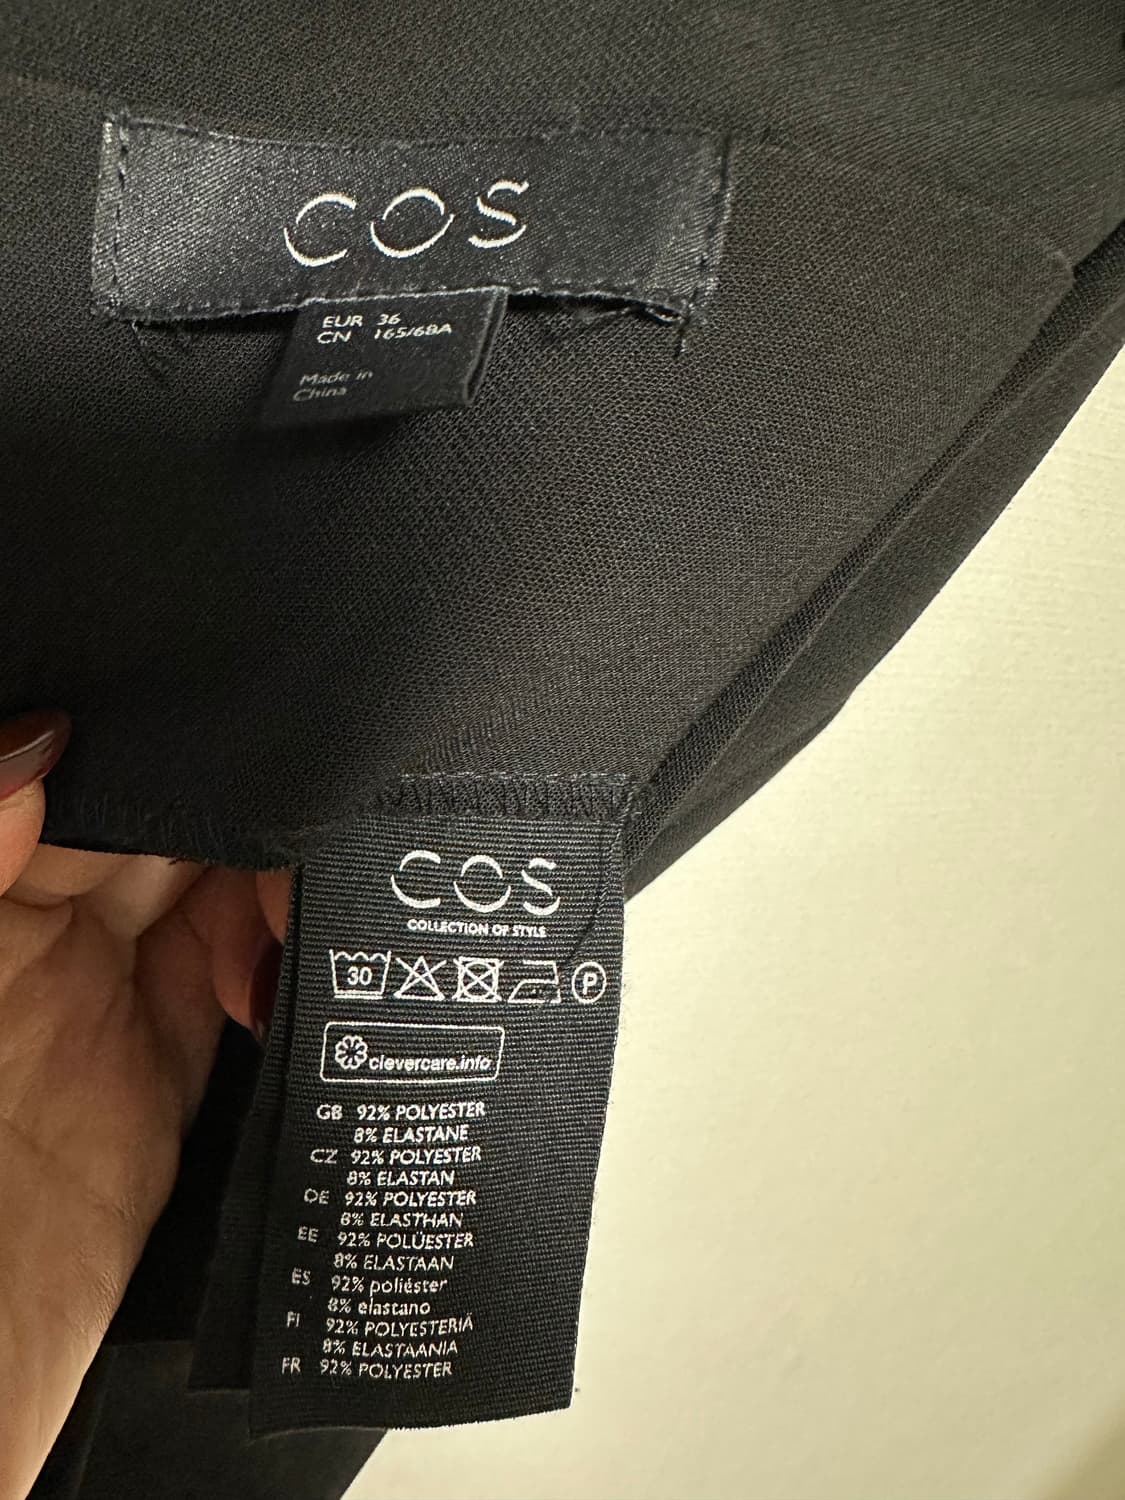 COS
EUR 36
CN 165/68A
Made in
China
COS
COLLECTION OF STYLE
30 P
clevercare.info
GB 92% POLYESTER
8% ELASTANE
CZ 92% POLYESTER
8% ELASTAN
DE 92% POLYESTER
8% ELASTHAN
EE 92% POLÜESTER
8% ELASTAAN
ES 92% poliéster
8% elastano
FI 92% POLYESTERIÄ
8% ELASTAANIA
FR 92% POLYESTER